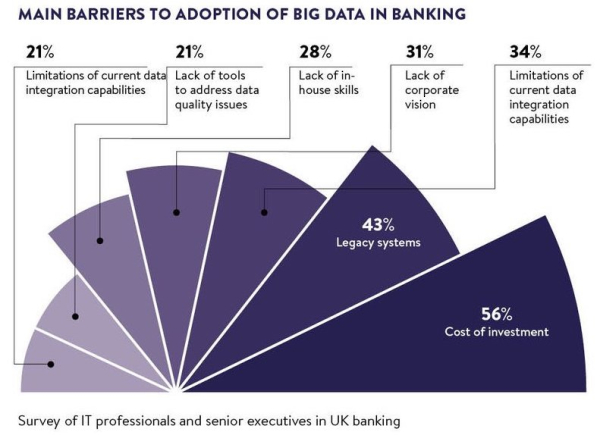 MAIN BARRIERS TO ADOPTION OF BIG DATA IN BANKING
21%
Limitations of current data
integration capabilities
21%
Lack of tools
to address data
quality issues
28%
Lack of in-
house skills
31%
Lack of
corporate
vision
34%
Limitations of
current data
integration
capabilities
43%
Legacy systems
56%
Cost of investment
Survey of IT professionals and senior executives in UK banking